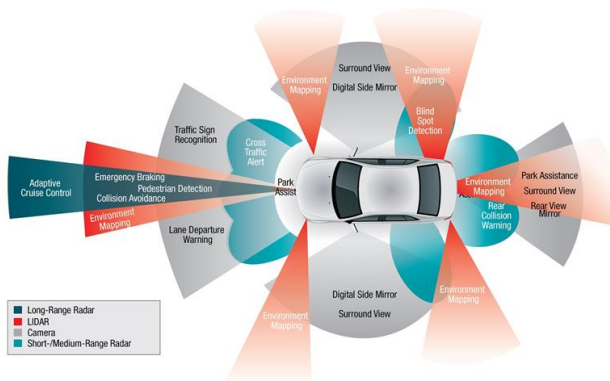 Environment
Mapping
Surround View
Digital Side Mirror
Environment
Mapping
Blind
Spot
Detection
Traffic Sign
Recognition
Cross
Traffic
Alert
Adaptive
Cruise Control
Emergency Braking
Pedestrian Detection
Collision Avoidance
Environment
Mapping
Park
Assist
Environment
Mapping
Park Assistance
Surround View
Rear
Collision
Warning
Rear View
Mirror
Lane Departure
Warning
Environment
Mapping
Digital Side Mirror
Surround View
Environment
Mapping
Long-Range Radar
LIDAR
Camera
Short-/Medium-Range Radar